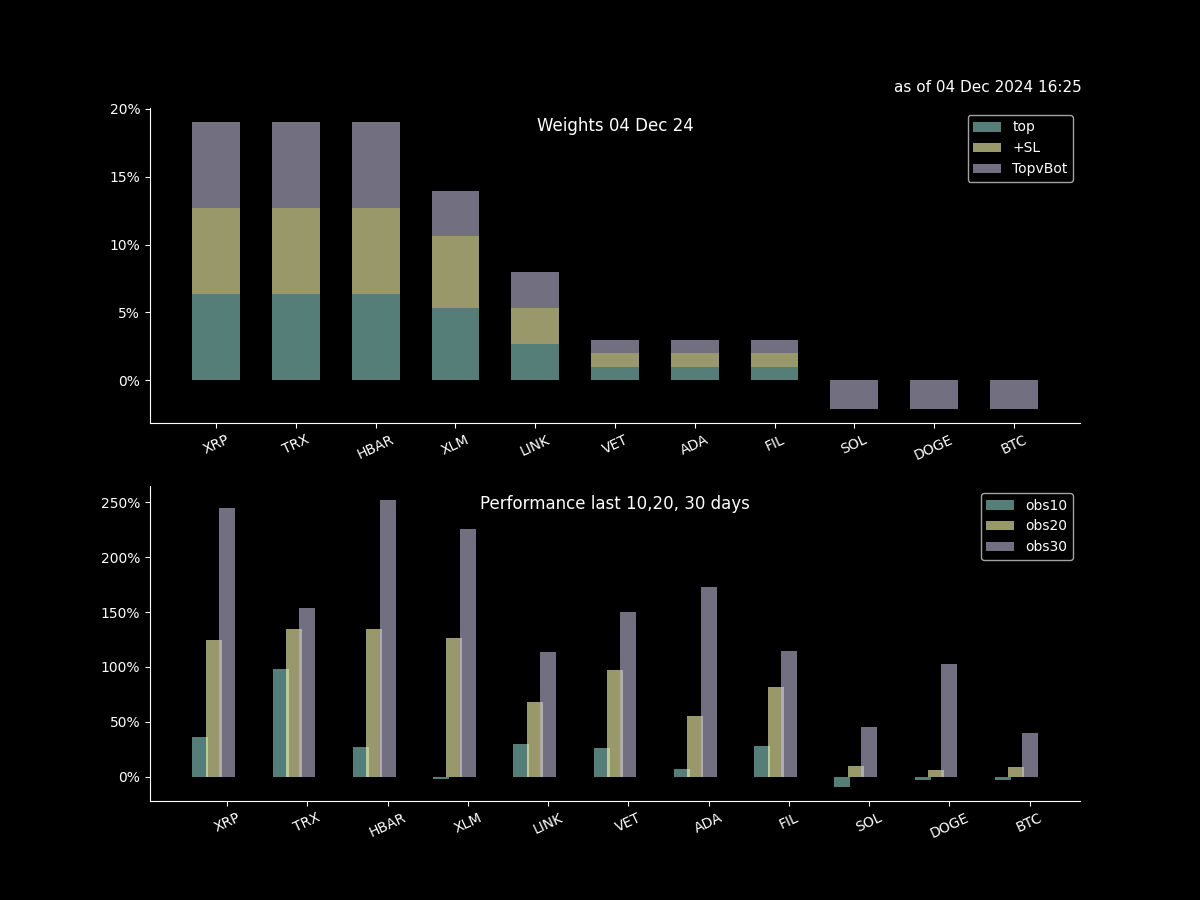 as of 04 Dec 2024 16:25
Weights 04 Dec 24
top
+SL
TopvBot
20%
15%
10%
5%
0%
XRP TRX HBAR XLM LINK VET ADA FIL SOL DOGE BTC
Performance last 10,20, 30 days
obs10
obs20
obs30
250%
200%
150%
100%
50%
0%
XRP TRX HBAR XLM LINK VET ADA FIL SOL DOGE BTC